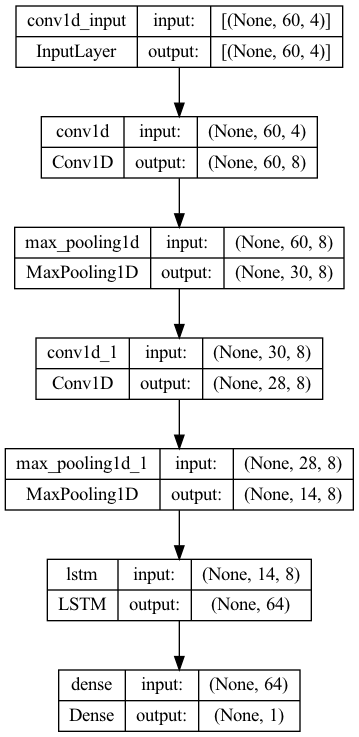 conv1d_input input: [(None, 60, 4)]
InputLayer output: [(None, 60, 4)]
conv1d input: (None, 60, 4)
Conv1D output: (None, 60, 8)
max_pooling1d input: (None, 60, 8)
MaxPooling1D output: (None, 30, 8)
conv1d_1 input: (None, 30, 8)
Conv1D output: (None, 28, 8)
max_pooling1d_1 input: (None, 28, 8)
MaxPooling1D output: (None, 14, 8)
lstm input: (None, 14, 8)
LSTM output: (None, 64)
dense input: (None, 64)
Dense output: (None, 1)